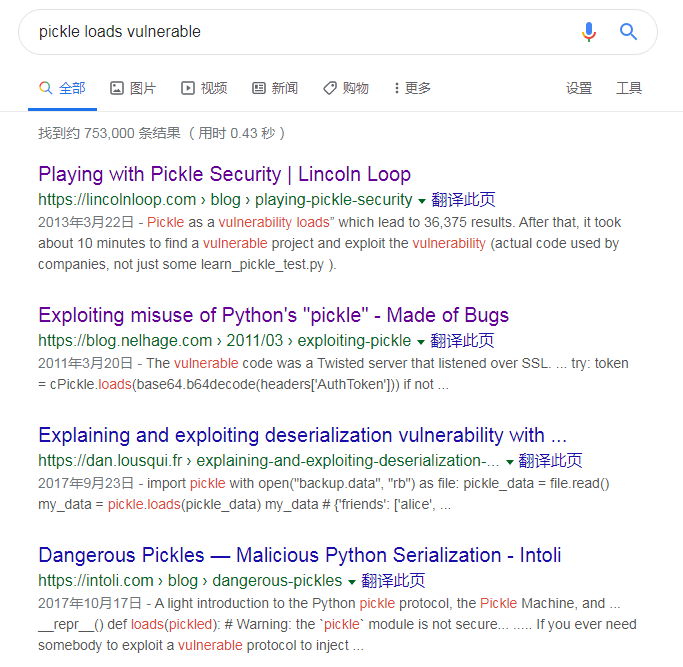 pickle loads vulnerable
全部 图片 视频 新闻 购物 更多 设置 工具
找到约 753,000 条结果 （用时 0.43 秒）
Playing with Pickle Security | Lincoln Loop
https://lincolnloop.com › blog › playing-pickle-security 翻译此页
2013年3月22日 - Pickle as a vulnerability loads” which lead to 36,375 results. After that, it took
about 10 minutes to find a vulnerable project and exploit the vulnerability (actual code used by
companies, not just some learn_pickle_test.py ).
Exploiting misuse of Python's "pickle" - Made of Bugs
https://blog.nelhage.com › 2011/03 › exploiting-pickle 翻译此页
2011年3月20日 - The vulnerable code was a Twisted server that listened over SSL. ... try: token
= cPickle.loads(base64.b64decode(headers['AuthToken'])) if not ...
Explaining and exploiting deserialization vulnerability with ...
https://dan.lousqui.fr › explaining-and-exploiting-deserialization-... 翻译此页
2017年9月23日 - import pickle with open("backup.data", "rb") as file: pickle_data = file.read()
my_data = pickle.loads(pickle_data) my_data # {'friends': ['alice', ...
Dangerous Pickles — Malicious Python Serialization - Intoli
https://intoli.com › blog › dangerous-pickles 翻译此页
2017年10月17日 - A light introduction to the Python pickle protocol, the Pickle Machine, and ...
__repr__() def loads(pickled): # Warning: the `pickle` module is not secure... ..... If you ever need
somebody to exploit a vulnerable protocol to inject ...